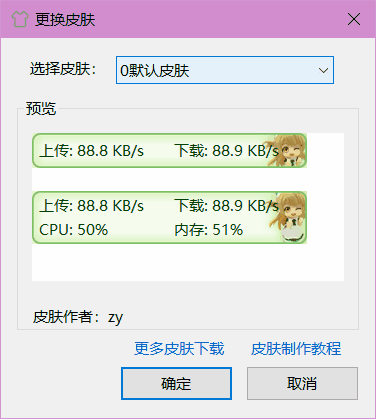 更换皮肤
选择皮肤： 0默认皮肤
预览
上传: 88.8 KB/s 下载: 88.9 KB/s
上传: 88.8 KB/s 下载: 88.9 KB/s
CPU: 50% 内存: 51%
皮肤作者：zy
更多皮肤下载 皮肤制作教程
确定 取消